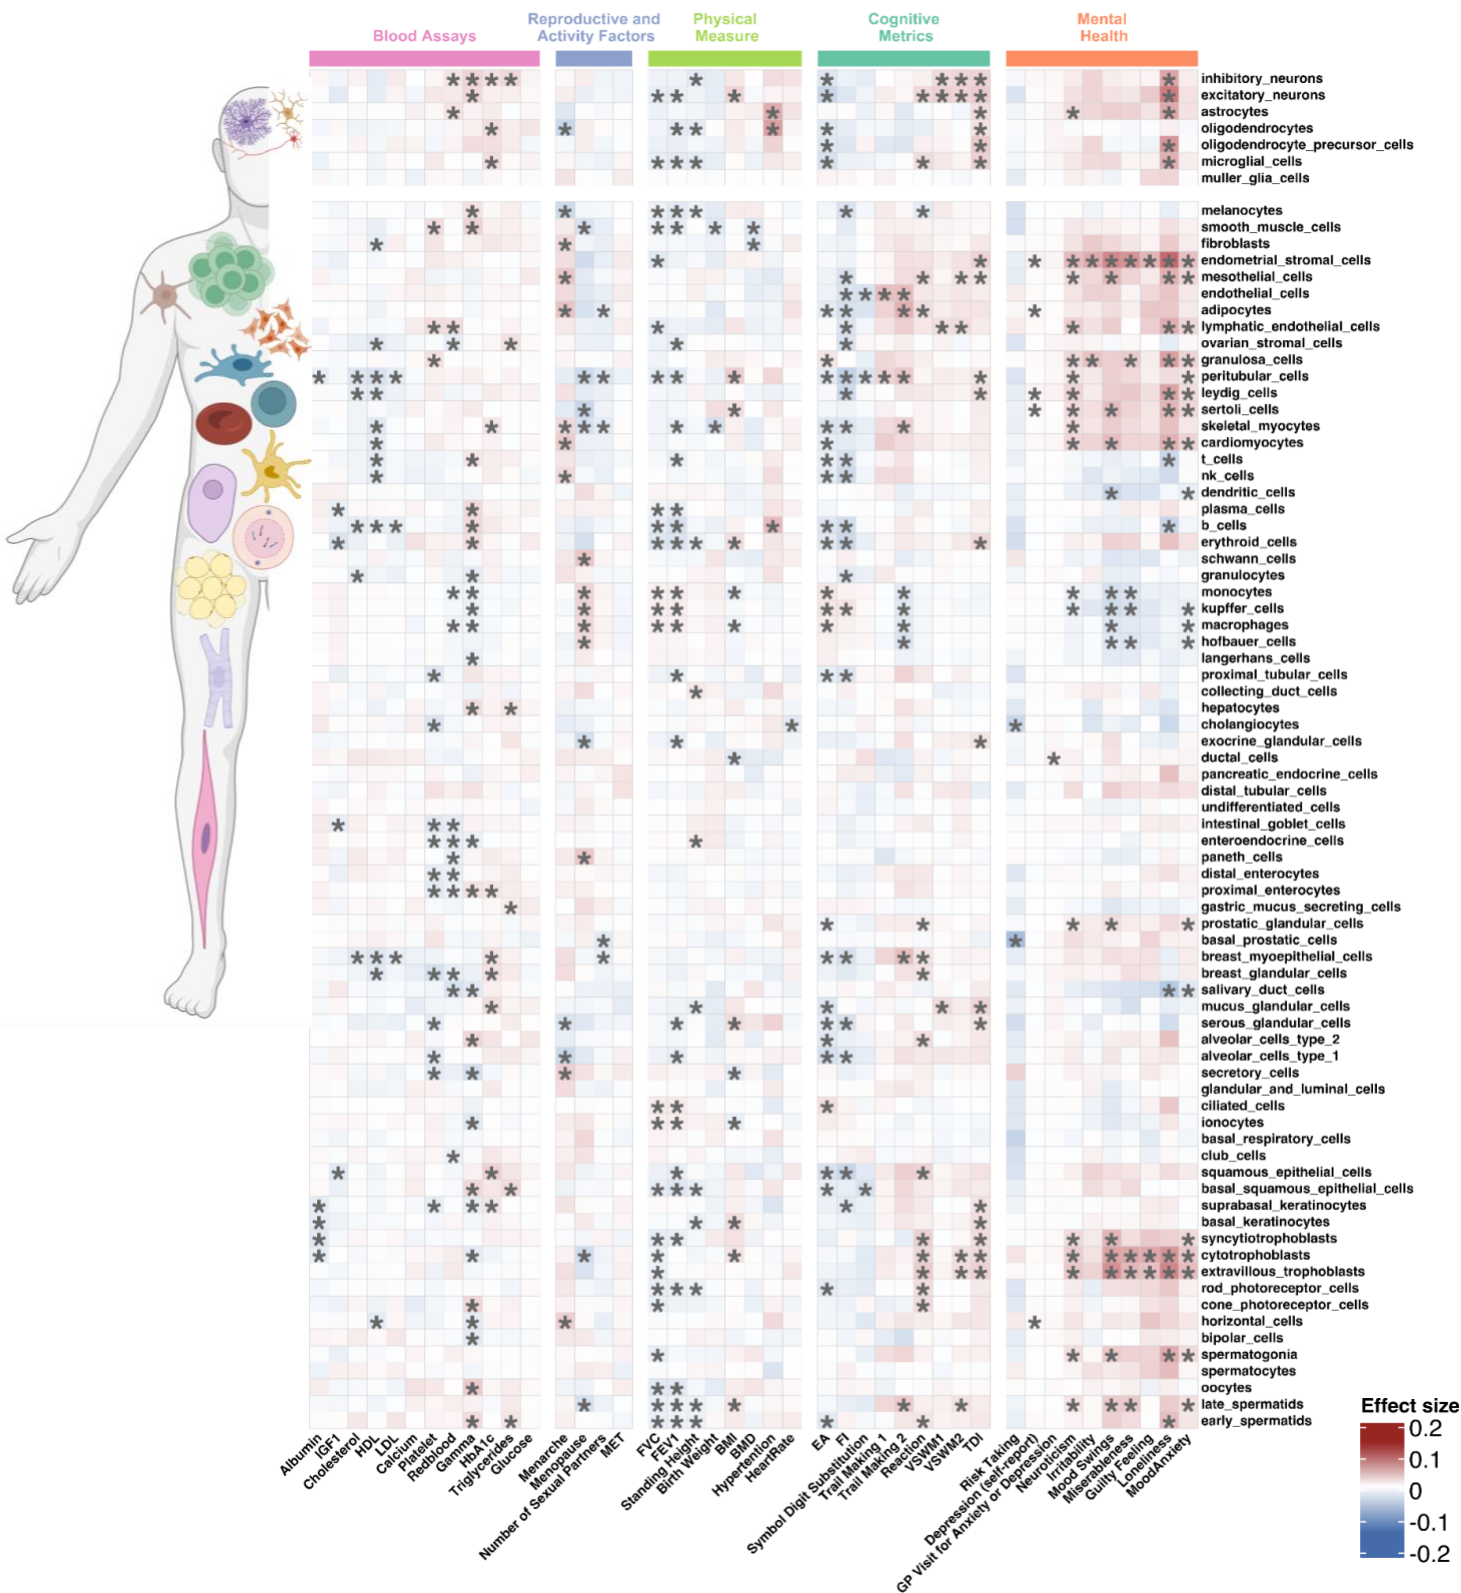 Blood Assays
Reproductive and
Activity Factors
Physical
Measure
Cognitive
Metrics
Mental
Health
inhibitory_neurons
excitatory_neurons
astrocytes
oligodendrocytes
oligodendrocyte_precursor_cells
microglial_cells
muller_glia_cells
melanocytes
smooth_muscle_cells
fibroblasts
endometrial_stromal_cells
mesothelial_cells
endothelial_cells
adipocytes
lymphatic_endothelial_cells
ovarian_stromal_cells
granulosa_cells
peritubular_cells
leydig_cells
sertoli_cells
skeletal_myocytes
cardiomyocytes
t_cells
nk_cells
dendritic_cells
plasma_cells
b_cells
erythroid_cells
schwann_cells
granulocytes
monocytes
kupffer_cells
macrophages
hofbauer_cells
langerhans_cells
proximal_tubular_cells
collecting_duct_cells
hepatocytes
cholangiocytes
exocrine_glandular_cells
ductal_cells
pancreatic_endocrine_cells
distal_tubular_cells
undifferentiated_cells
intestinal_goblet_cells
enteroendocrine_cells
paneth_cells
distal_enterocytes
proximal_enterocytes
gastric_mucus_secreting_cells
prostatic_glandular_cells
basal_prostatic_cells
breast_myoepithelial_cells
breast_glandular_cells
salivary_duct_cells
mucus_glandular_cells
serous_glandular_cells
alveolar_cells_type_2
alveolar_cells_type_1
secretory_cells
glandular_and_luminal_cells
ciliated_cells
ionocytes
basal_respiratory_cells
club_cells
squamous_epithelial_cells
basal_squamous_epithelial_cells
suprabasal_keratinocytes
basal_keratinocytes
syncytiotrophoblasts
cytotrophoblasts
extravillous_trophoblasts
rod_photoreceptor_cells
cone_photoreceptor_cells
horizontal_cells
bipolar_cells
spermatogonia
spermatocytes
oocytes
late_spermatids
early_spermatids
Albumin
IGF1
Cholesterol
HDL
LDL
Calcium
Platelet
Redblood
Gamma
HbA1c
Triglycerides
Glucose
Menarche
Menopause
Number of Sexual Partners
MET
FVC
FEV1
Standing Height
Birth Weight
BMI
BMD
Hypertention
HeartRate
EA
FI
Symbol Digit Substitution
Trail Making 1
Trail Making 2
Reaction
VSWM1
VSWM2
TDI
Risk Taking
Depression (self-report)
GP Visit for Anxiety or Depression
Neuroticism
Irritability
Mood Swings
Miserableness
Guilty Feeling
Loneliness
MoodAnxiety
Effect size
0.2
0.1
0
-0.1
-0.2